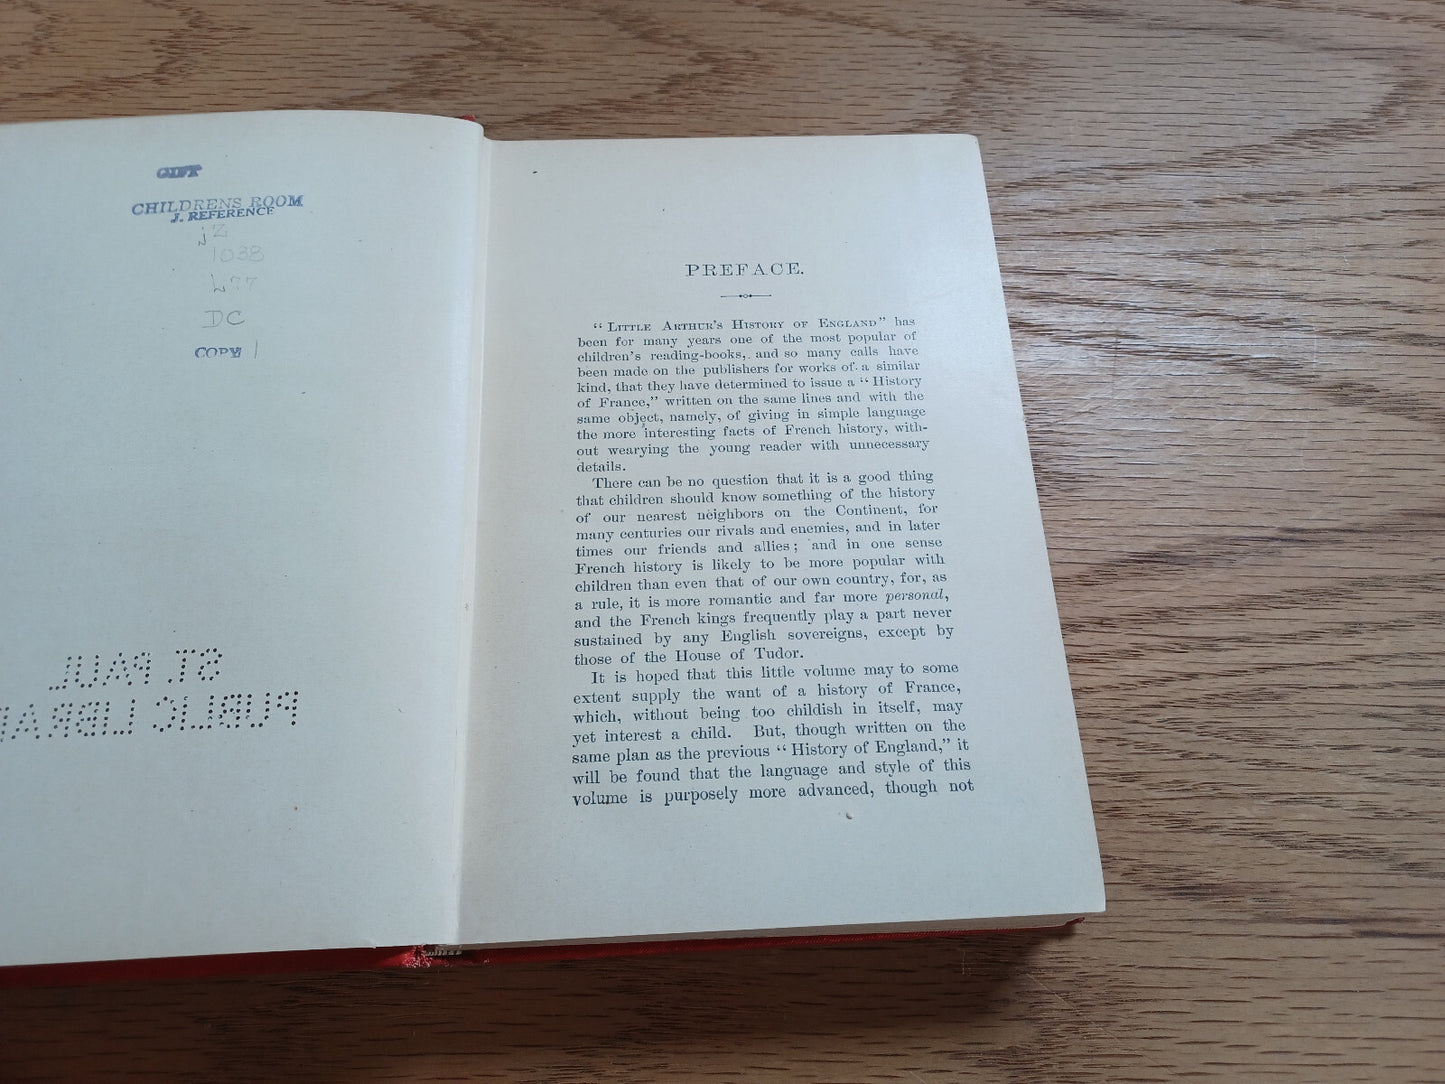 GIFT
CHILDRENS ROOM
J. REFERENCE
jZ
1038
L77
DC
COPY 1
ST. PAUL
PUBLIC LIBRA
PREFACE.
“Little Arthur's History of England” has
been for many years one of the most popular of
children's reading-books, and so many calls have
been made on the publishers for works of a similar
kind, that they have determined to issue a “History
of France,” written on the same lines and with the
same object, namely, of giving in simple language
the more interesting facts of French history, with-
out wearying the young reader with unnecessary
details.
There can be no question that it is a good thing
that children should know something of the history
of our nearest neighbors on the Continent, for
many centuries our rivals and enemies, and in later
times our friends and allies; and in one sense
French history is likely to be more popular with
children than even that of our own country, for, as
a rule, it is more romantic and far more personal,
and the French kings frequently play a part never
sustained by any English sovereigns, except by
those of the House of Tudor.
It is hoped that this little volume may to some
extent supply the want of a history of France,
which, without being too childish in itself, may
yet interest a child. But, though written on the
same plan as the previous “History of England,” it
will be found that the language and style of this
volume is purposely more advanced, though not